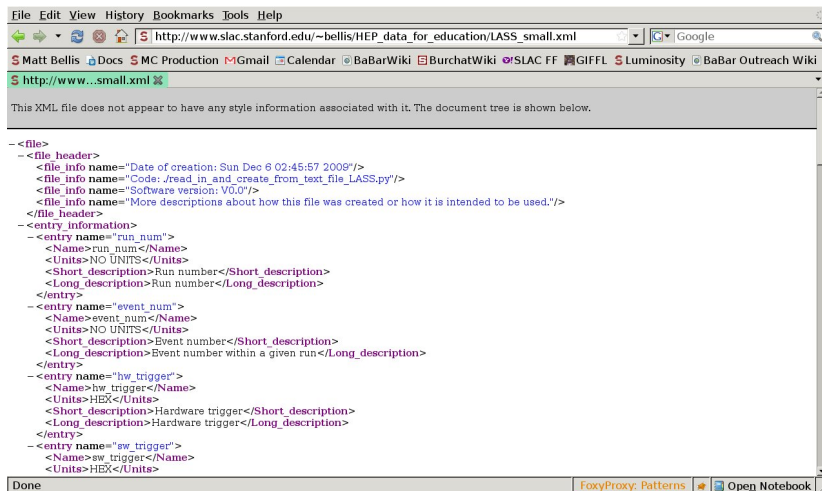 File Edit View History Bookmarks Tools Help
S http://www.slac.stanford.edu/~bellis/HEP_data_for_education/LASS_small.xml G Google
S Matt Bellis Docs S MC Production MGmail Calendar BaBarWiki BurchatWiki SLAC FF GIFFL S Luminosity BaBar Outreach Wiki
S http://www...small.xml
This XML file does not appear to have any style information associated with it. The document tree is shown below.
– <file>
– <file_header>
<file_info name="Date of creation: Sun Dec 6 02:45:57 2009"/>
<file_info name="Code: ./read_in_and_create_from_text_file_LASS.py"/>
<file_info name="Software version: V0.0"/>
<file_info name="More descriptions about how this file was created or how it is intended to be used."/>
</file_header>
– <entry_information>
– <entry name="run_num">
<Name>run_num</Name>
<Units>NO UNITS</Units>
<Short_description>Run number</Short_description>
<Long_description>Run number</Long_description>
</entry>
– <entry name="event_num">
<Name>event_num</Name>
<Units>NO UNITS</Units>
<Short_description>Event number</Short_description>
<Long_description>Event number within a given run</Long_description>
</entry>
– <entry name="hw_trigger">
<Name>hw_trigger</Name>
<Units>HEX</Units>
<Short_description>Hardware trigger</Short_description>
<Long_description>Hardware trigger</Long_description>
</entry>
– <entry name="sw_trigger">
<Name>sw_trigger</Name>
<Units>HEX</Units>
Done FoxyProxy: Patterns Open Notebook